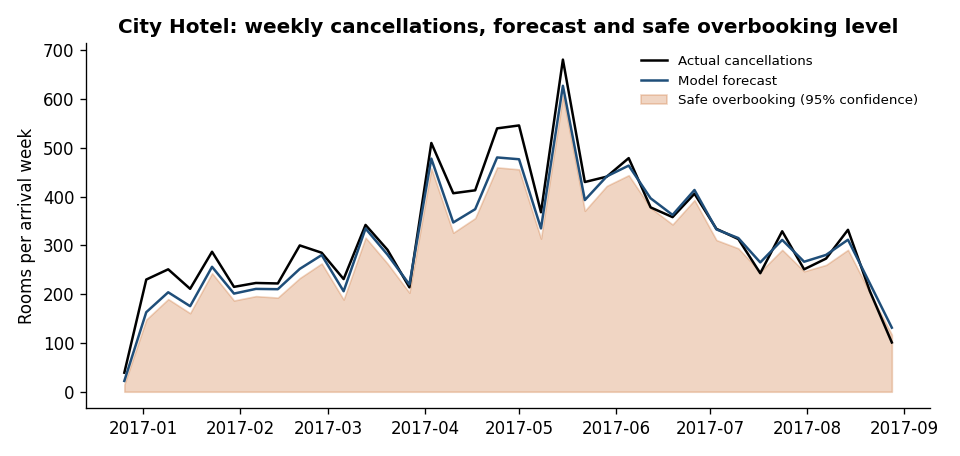 City Hotel: weekly cancellations, forecast and safe overbooking level
Rooms per arrival week
700
600
500
400
300
200
100
0
Actual cancellations
Model forecast
Safe overbooking (95% confidence)
2017-01 2017-02 2017-03 2017-04 2017-05 2017-06 2017-07 2017-08 2017-09